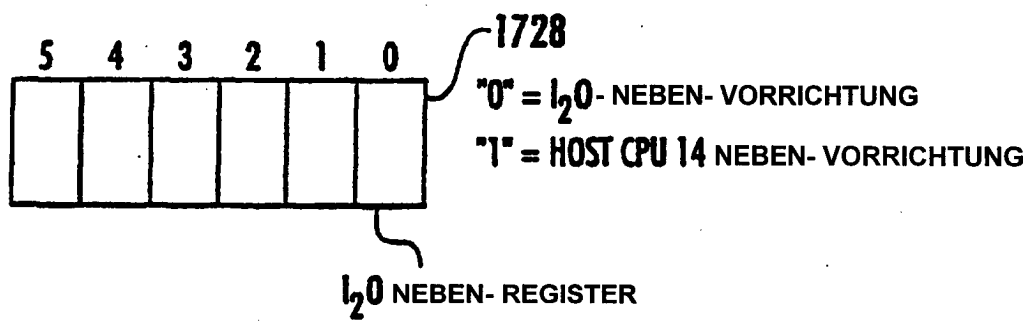 1728
5 4 3 2 1 0
"0" = I₂O- NEBEN- VORRICHTUNG
"1" = HOST CPU 14 NEBEN- VORRICHTUNG
I₂O NEBEN- REGISTER